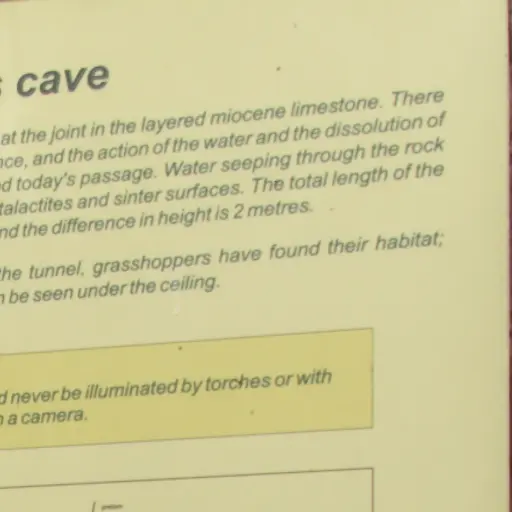 s cave
at the joint in the layered miocene limestone. There
nce, and the action of the water and the dissolution of
d today's passage. Water seeping through the rock
talactites and sinter surfaces. The total length of the
nd the difference in height is 2 metres.
the tunnel, grasshoppers have found their habitat;
n be seen under the ceiling.
d never be illuminated by torches or with
a camera.